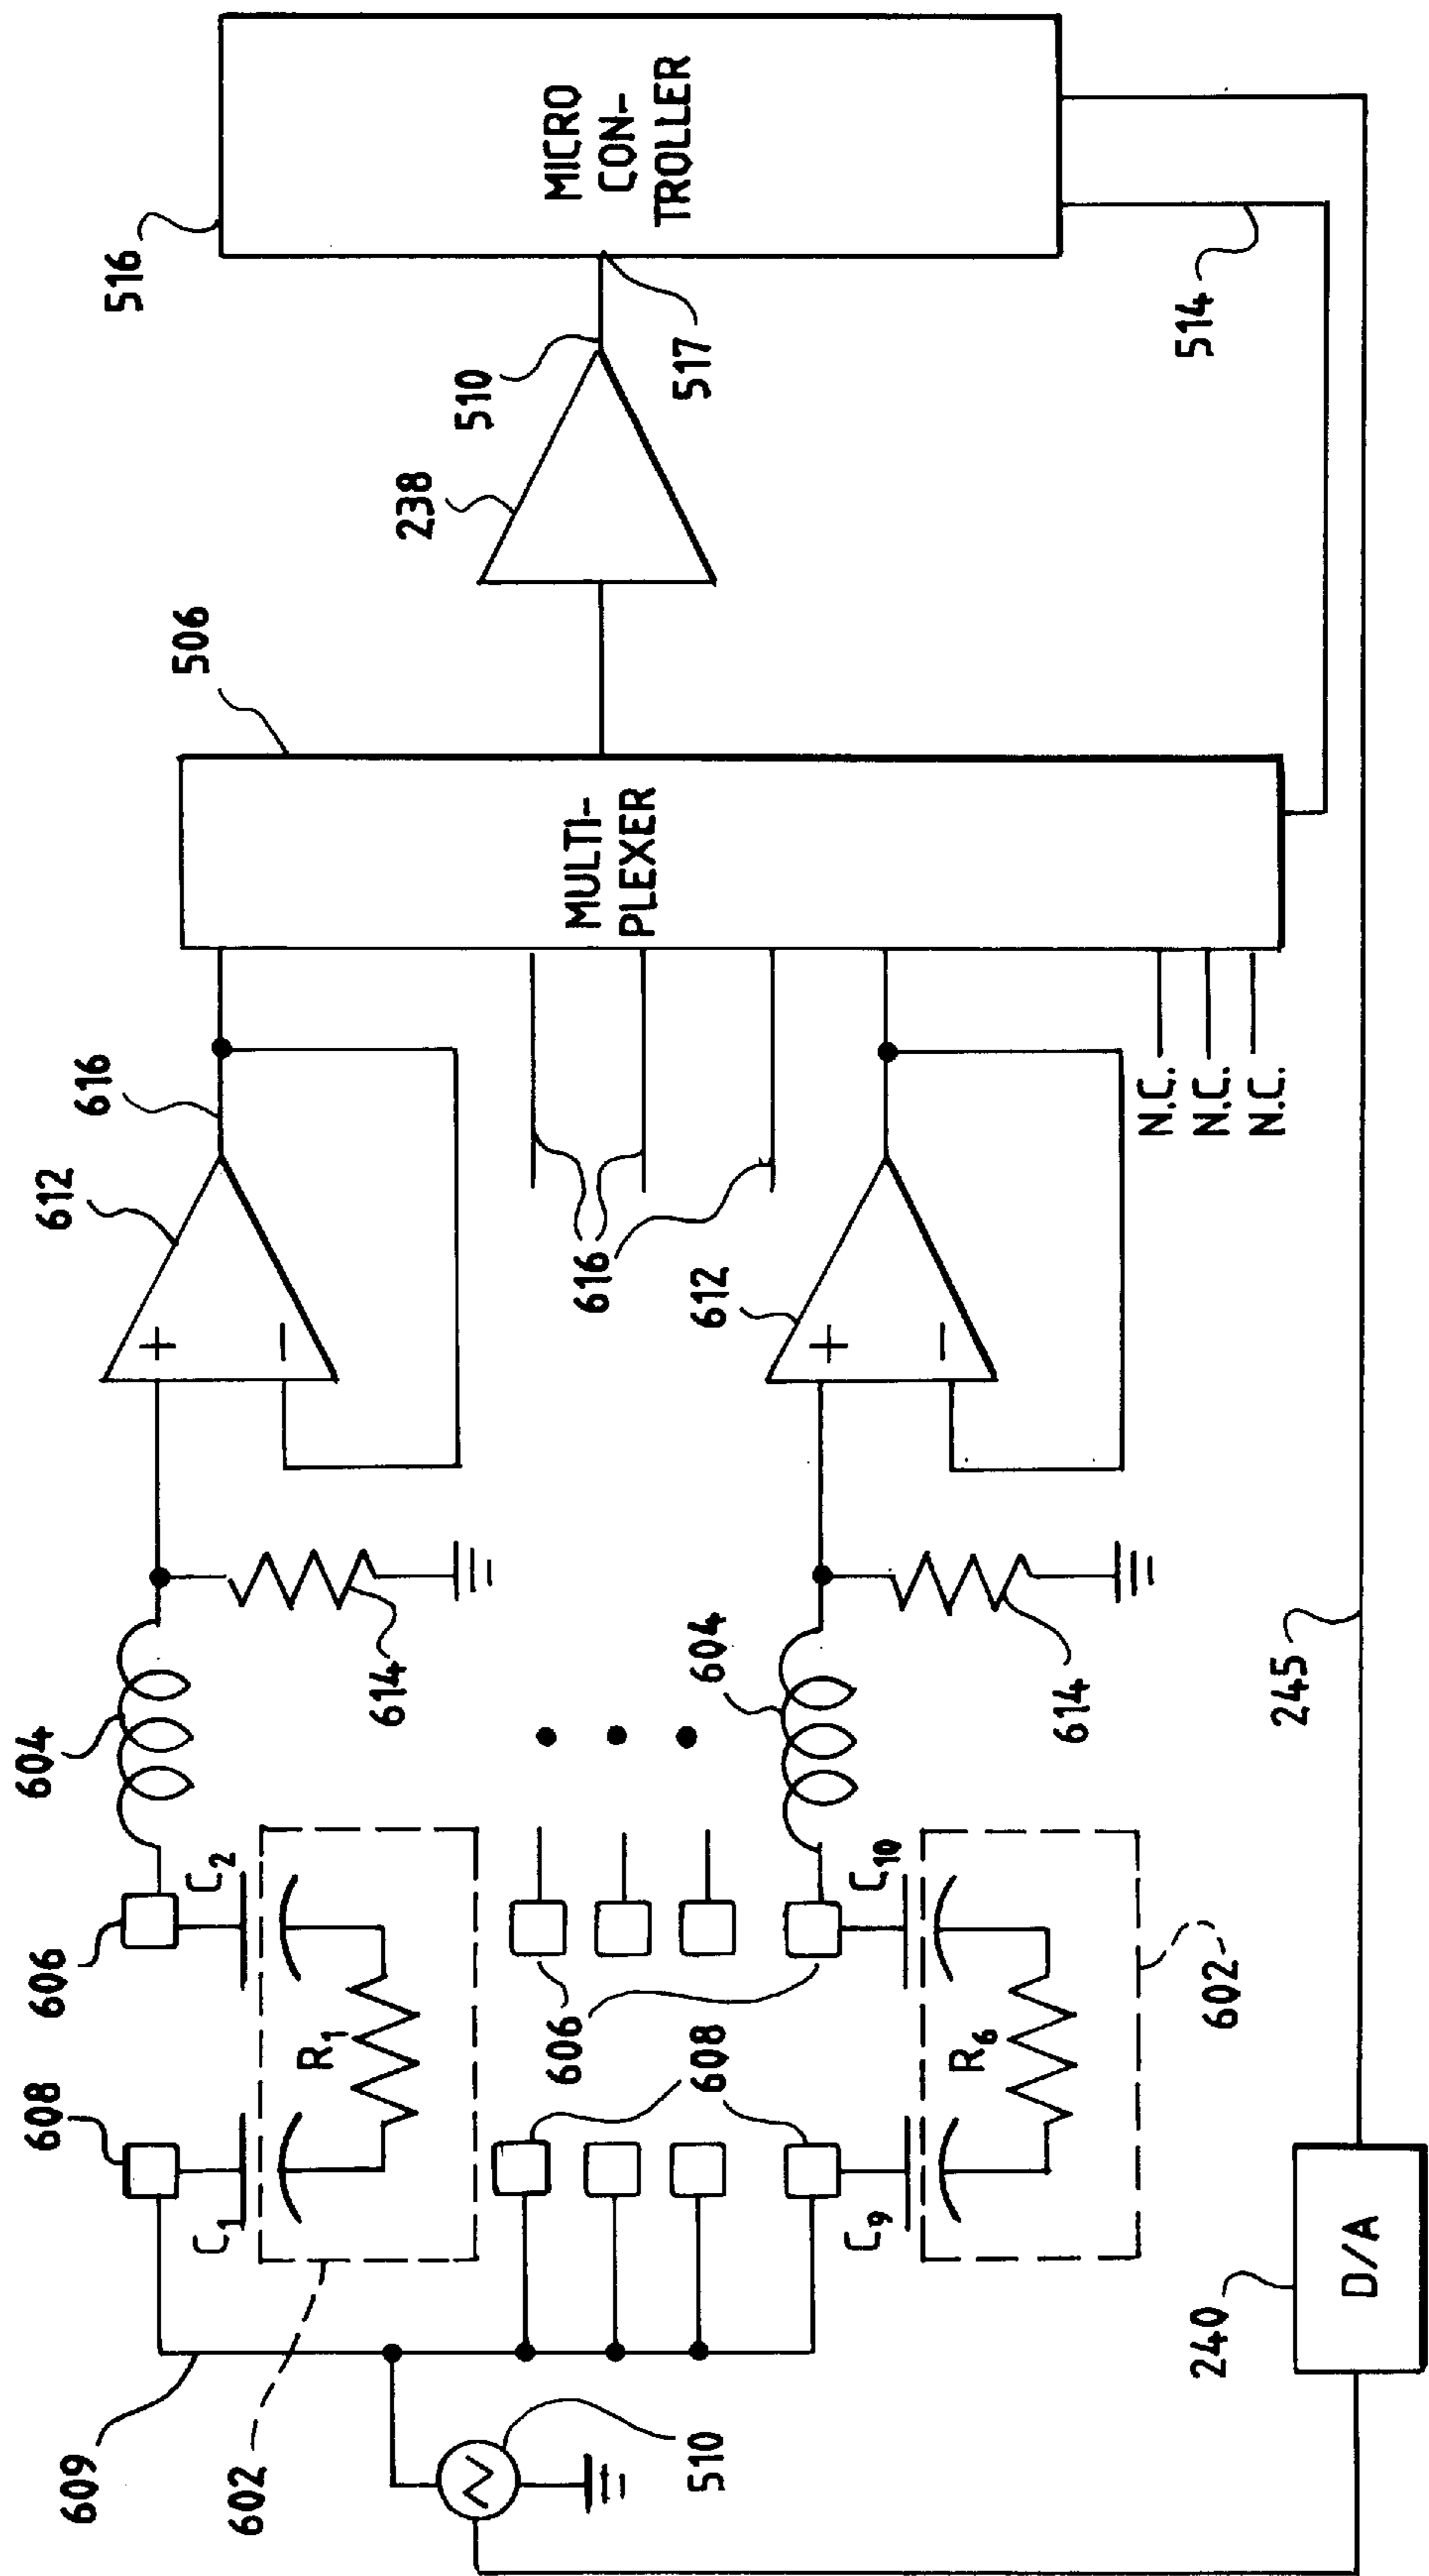 609
602
510
240
D/A
608
C1
R1
606
C2
604
614
612
+
−
616
506
MULTI-
PLEXER
238
510
517
516
MICRO
CON-
TROLLER
514
606
608
C9
R6
C10
602
604
614
616
612
+
−
N.C.
N.C.
N.C.
245